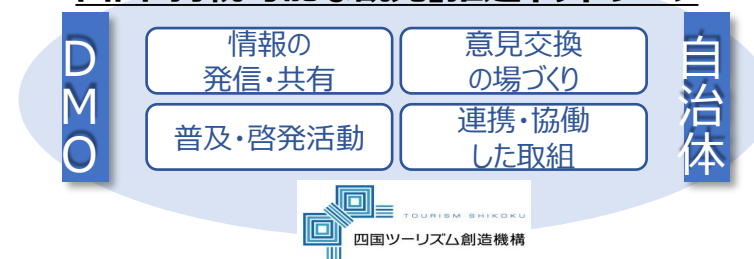 DMO
情報の
発信・共有
意見交換
の場づくり
普及・啓発活動
連携・協働
した取組
自治体
TOURISM SHIKOKU
四国ツーリズム創造機構